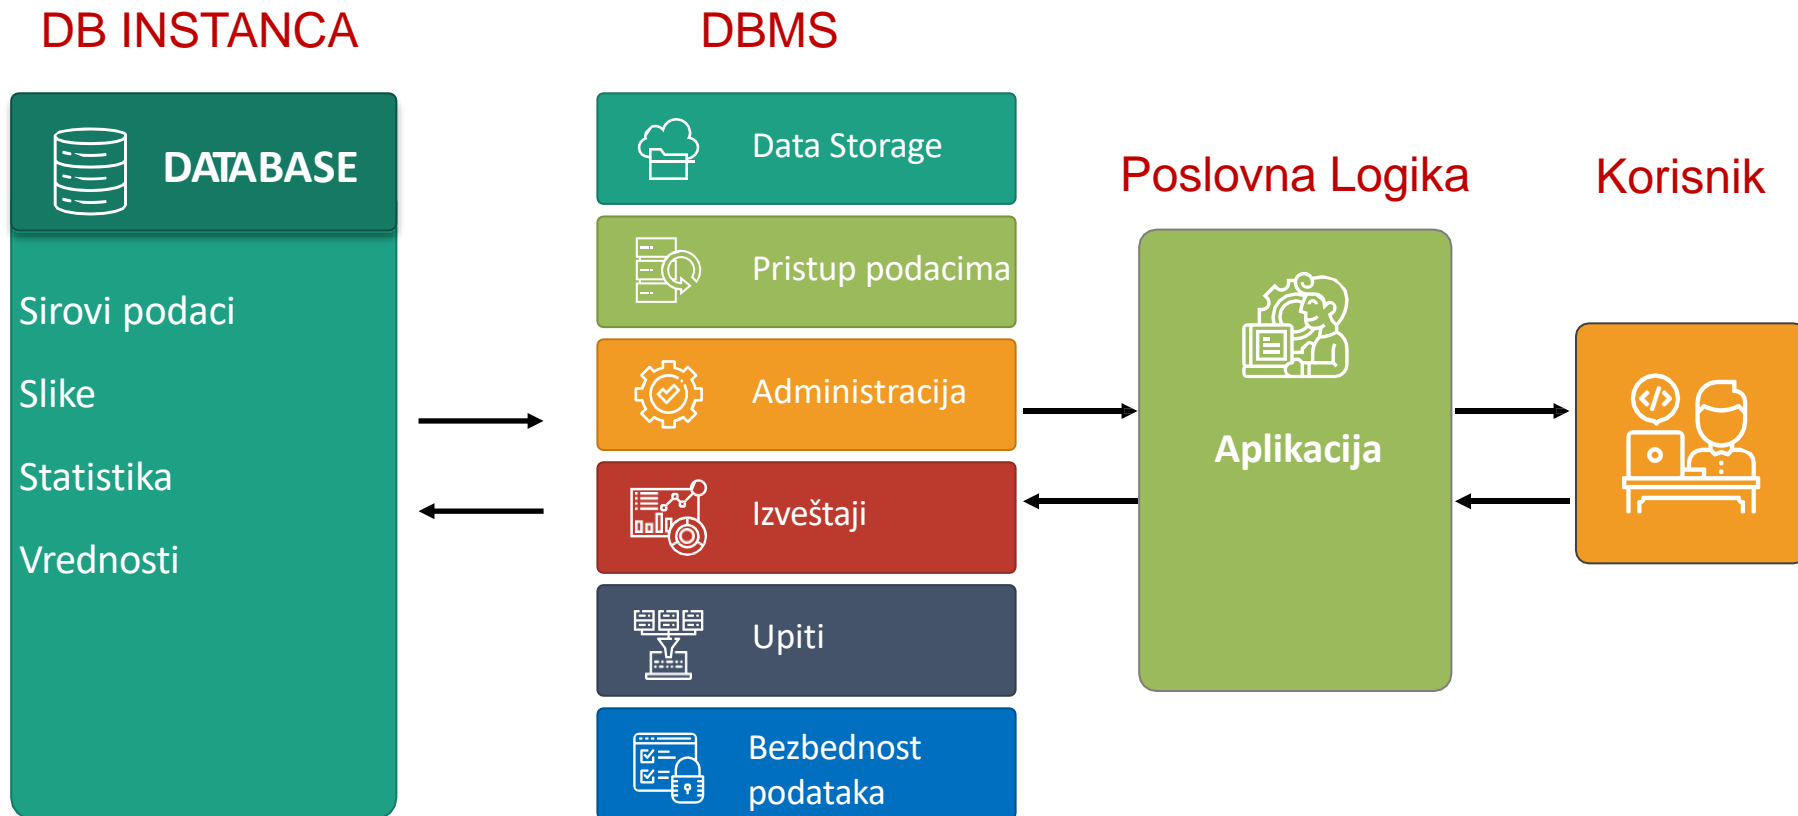 DB INSTANCA
DATABASE
Sirovi podaci
Slike
Statistika
Vrednosti
DBMS
Data Storage
Pristup podacima
Administracija
Izveštaji
Upiti
Bezbednost
podataka
Poslovna Logika
Aplikacija
Korisnik